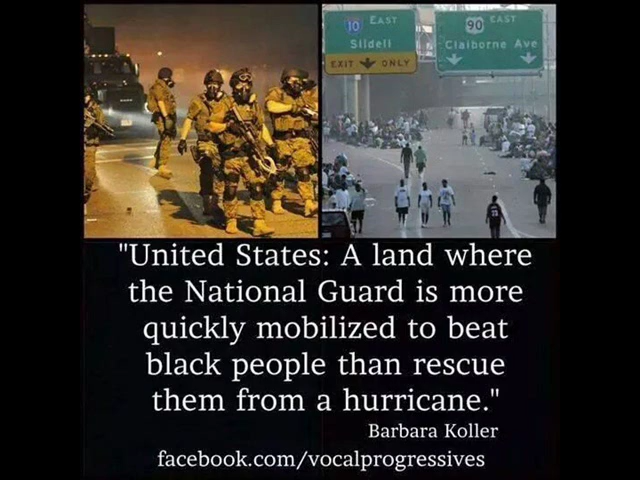 10 EAST
Slidell
EXIT ONLY
90 EAST
Claiborne Ave
"United States: A land where
the National Guard is more
quickly mobilized to beat
black people than rescue
them from a hurricane."
Barbara Koller
facebook.com/vocalprogressives